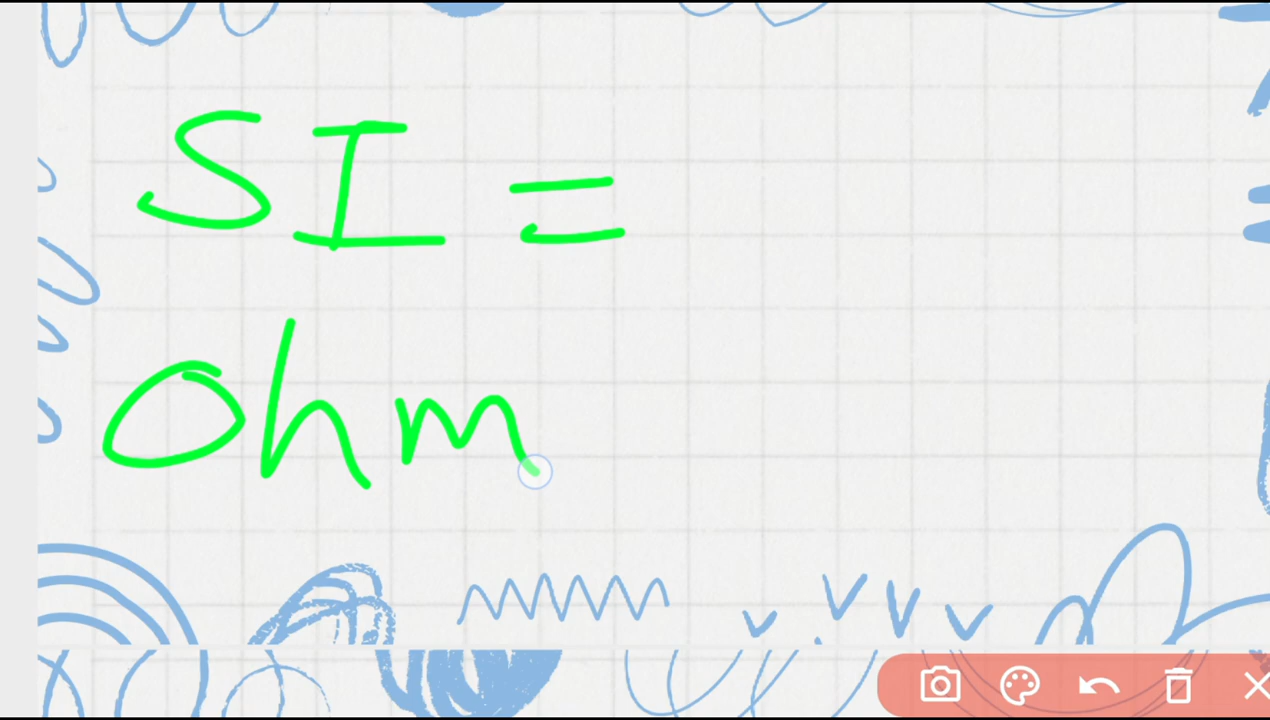 SI =
Ohm